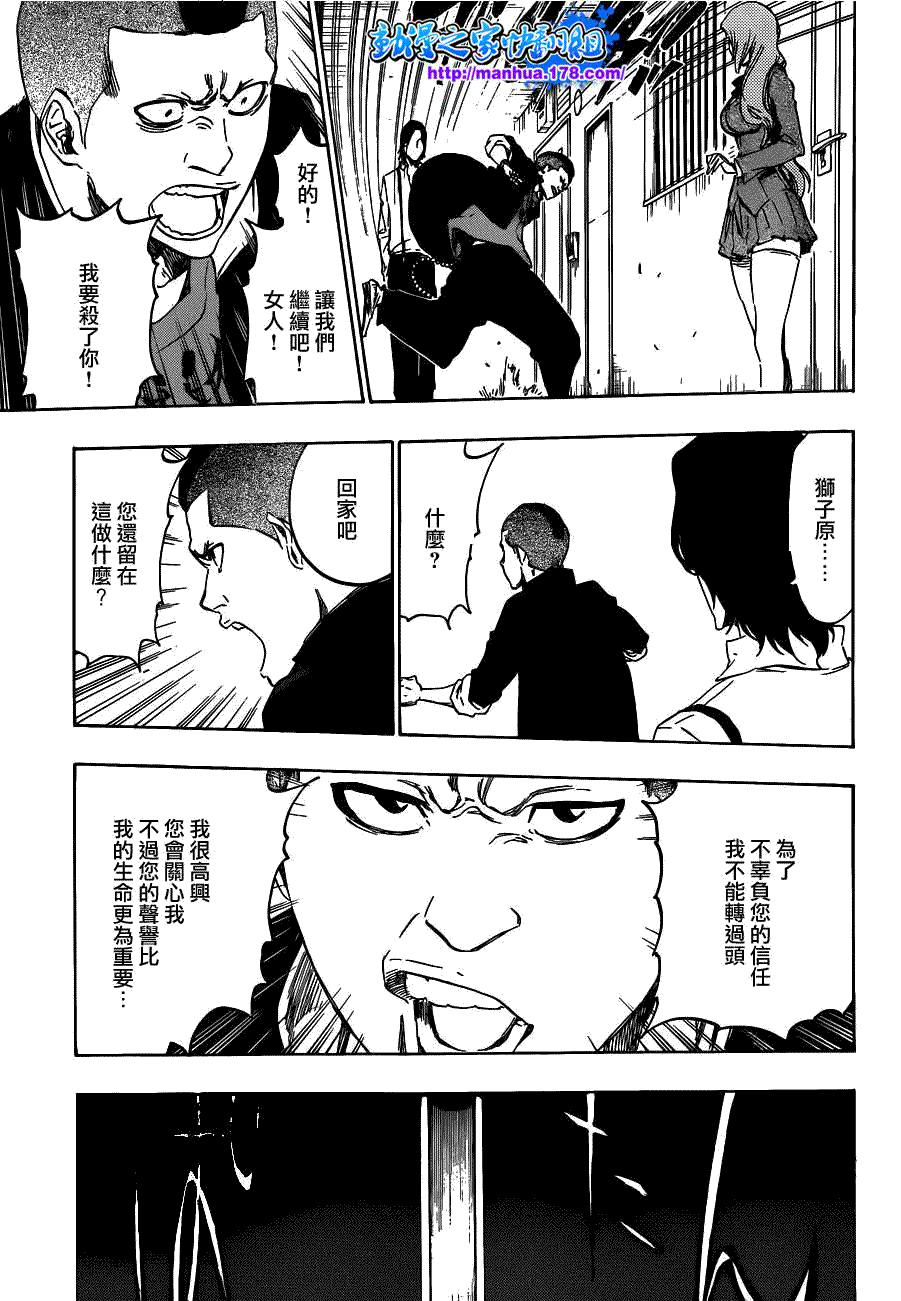 動漫之家快翻組
http://manhua.178.com/
好的！
讓我們
繼續吧！
女人！
我要殺了你！
獅子原……
什麼？
回家吧
您還留在
這做什麼？
為了
不辜負您的信任
我不能轉過頭
我很高興
您會關心我
不過您的聲譽比
我的生命更為重要…